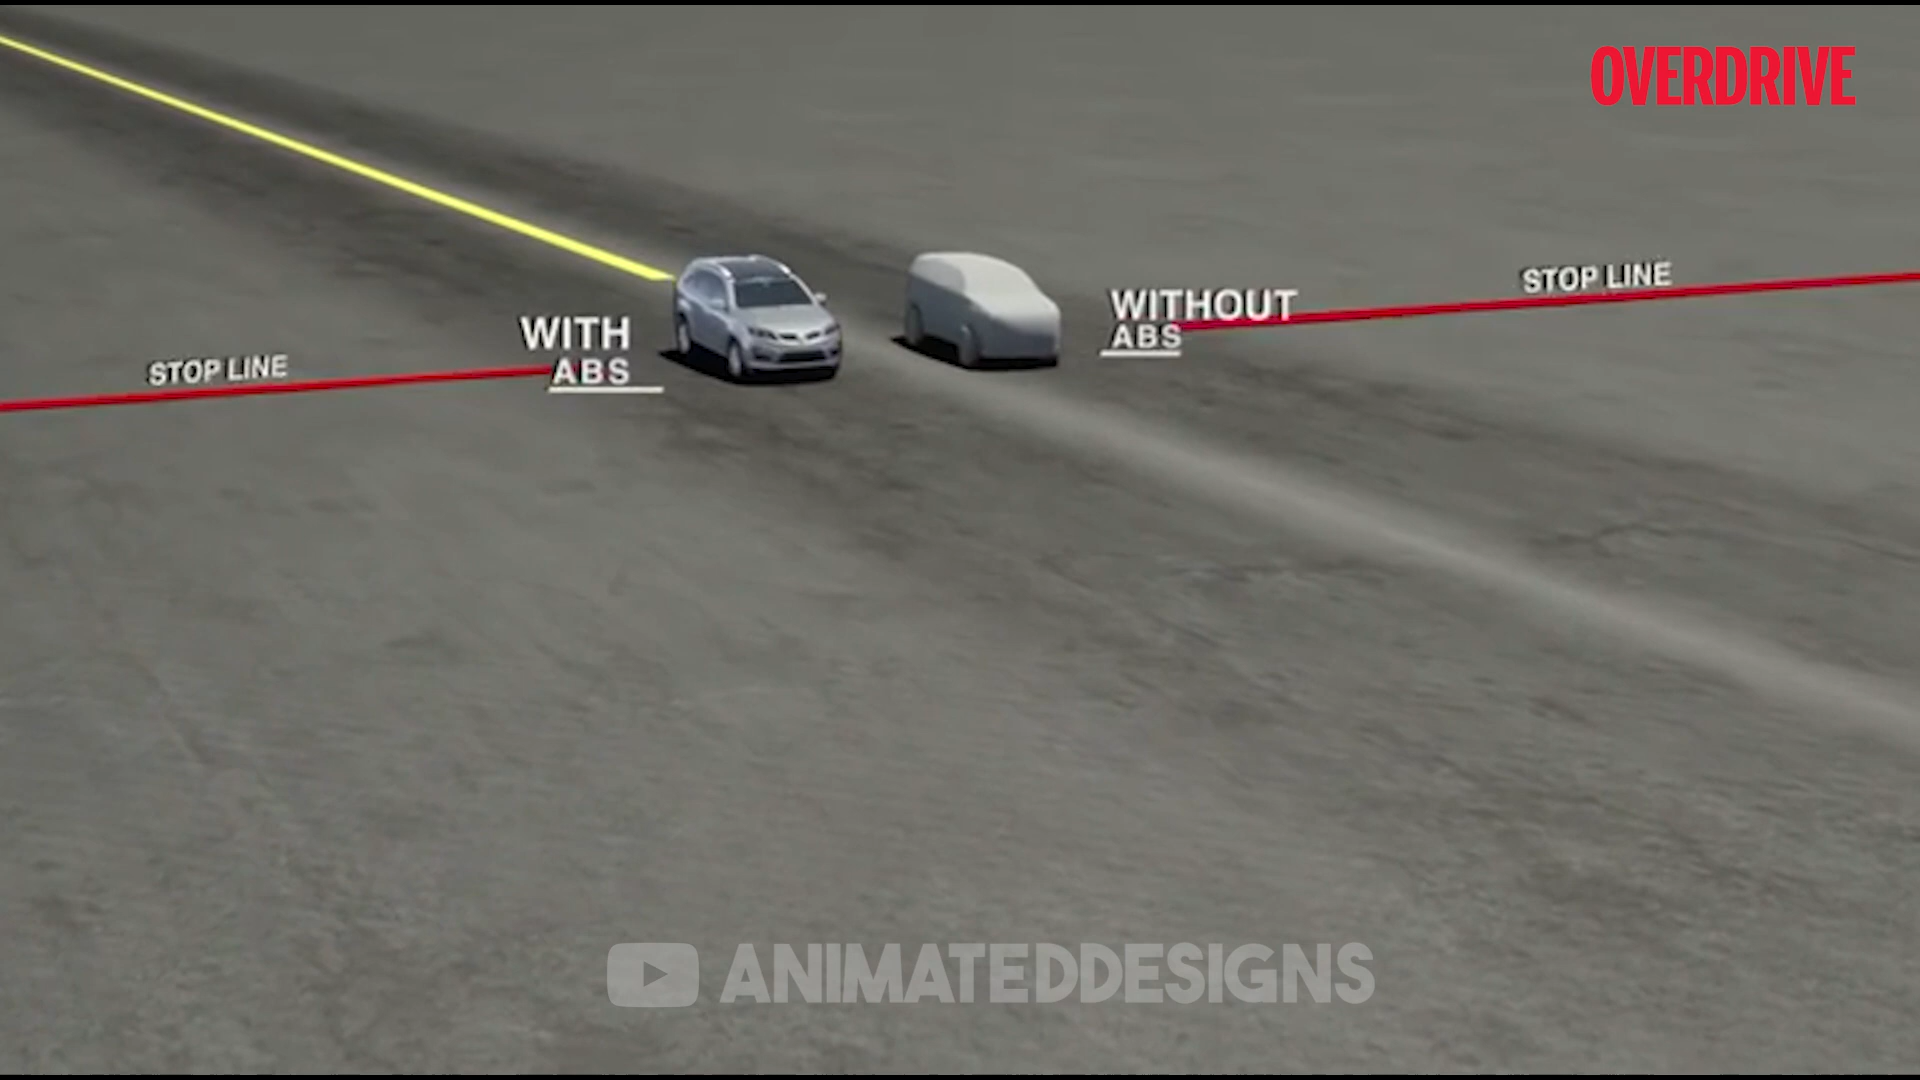 OVERDRIVE
STOP LINE
WITHOUT
ABS
WITH
ABS
STOP LINE
ANIMATEDDESIGNS